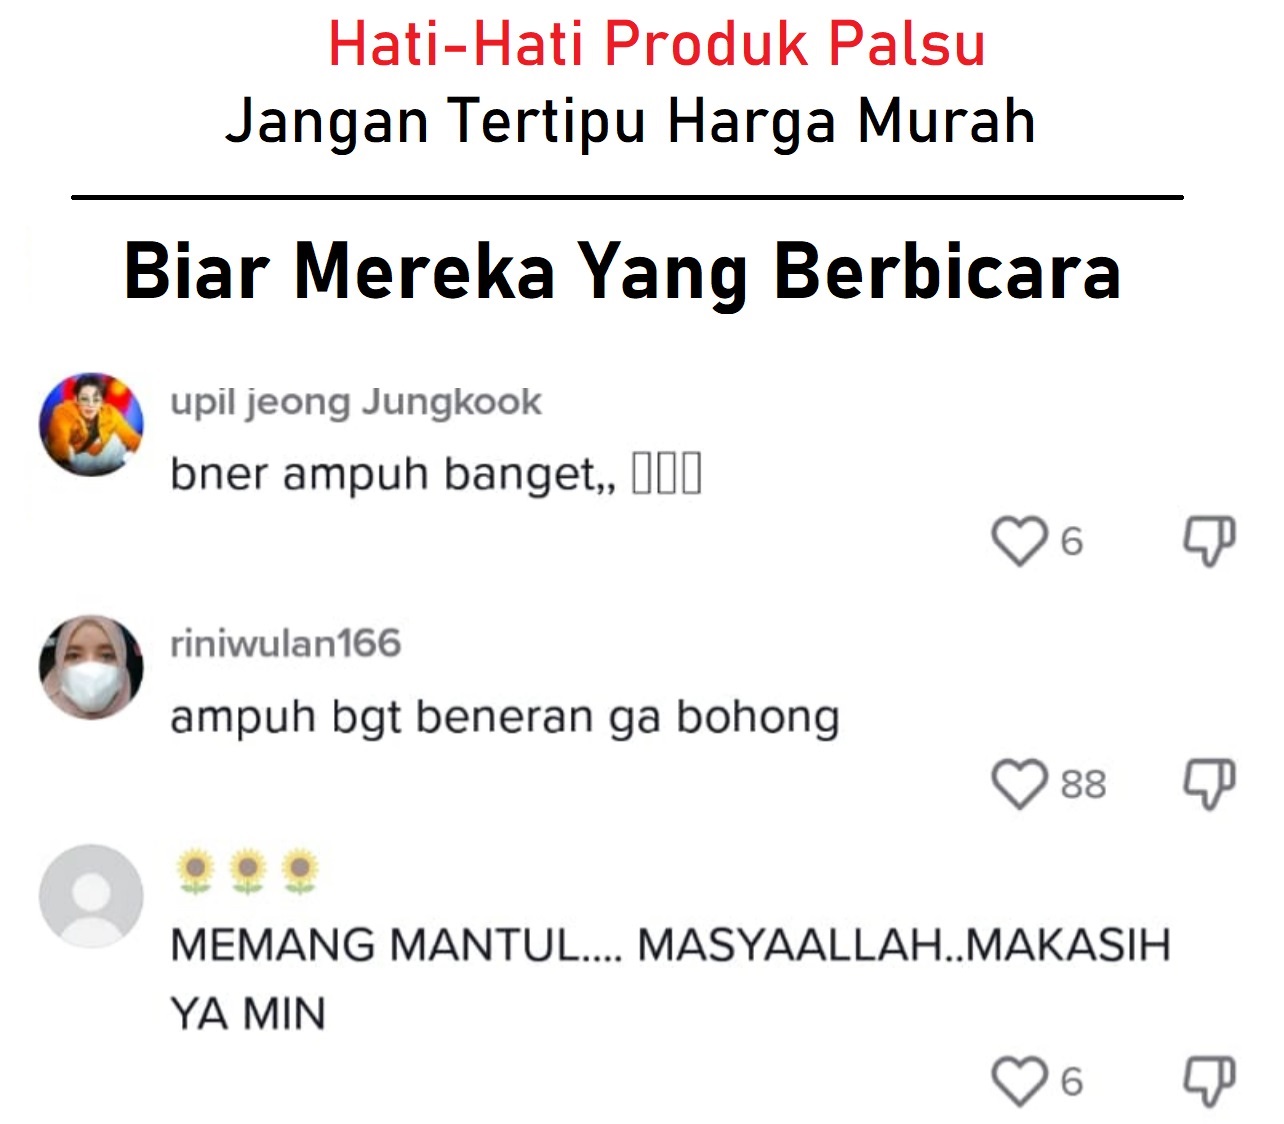 Hati-Hati Produk Palsu
Jangan Tertipu Harga Murah
Biar Mereka Yang Berbicara
upil jeong Jungkook
bner ampuh banget,, ▯▯▯
6
riniwulan166
ampuh bgt beneran ga bohong
88
🌻🌻🌻
MEMANG MANTUL.... MASYAALLAH..MAKASIH
YA MIN
6